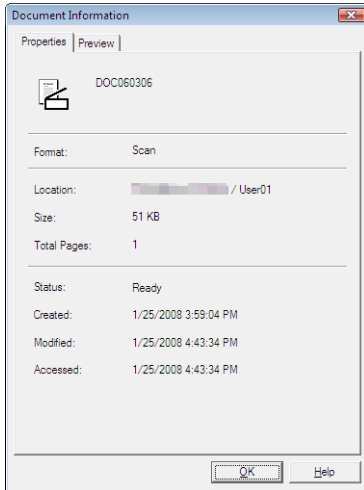 Document Information
Properties Preview
DOC060306
Format: Scan
Location: / User01
Size: 51 KB
Total Pages: 1
Status: Ready
Created: 1/25/2008 3:59:04 PM
Modified: 1/25/2008 4:43:34 PM
Accessed: 1/25/2008 4:43:34 PM
OK Help